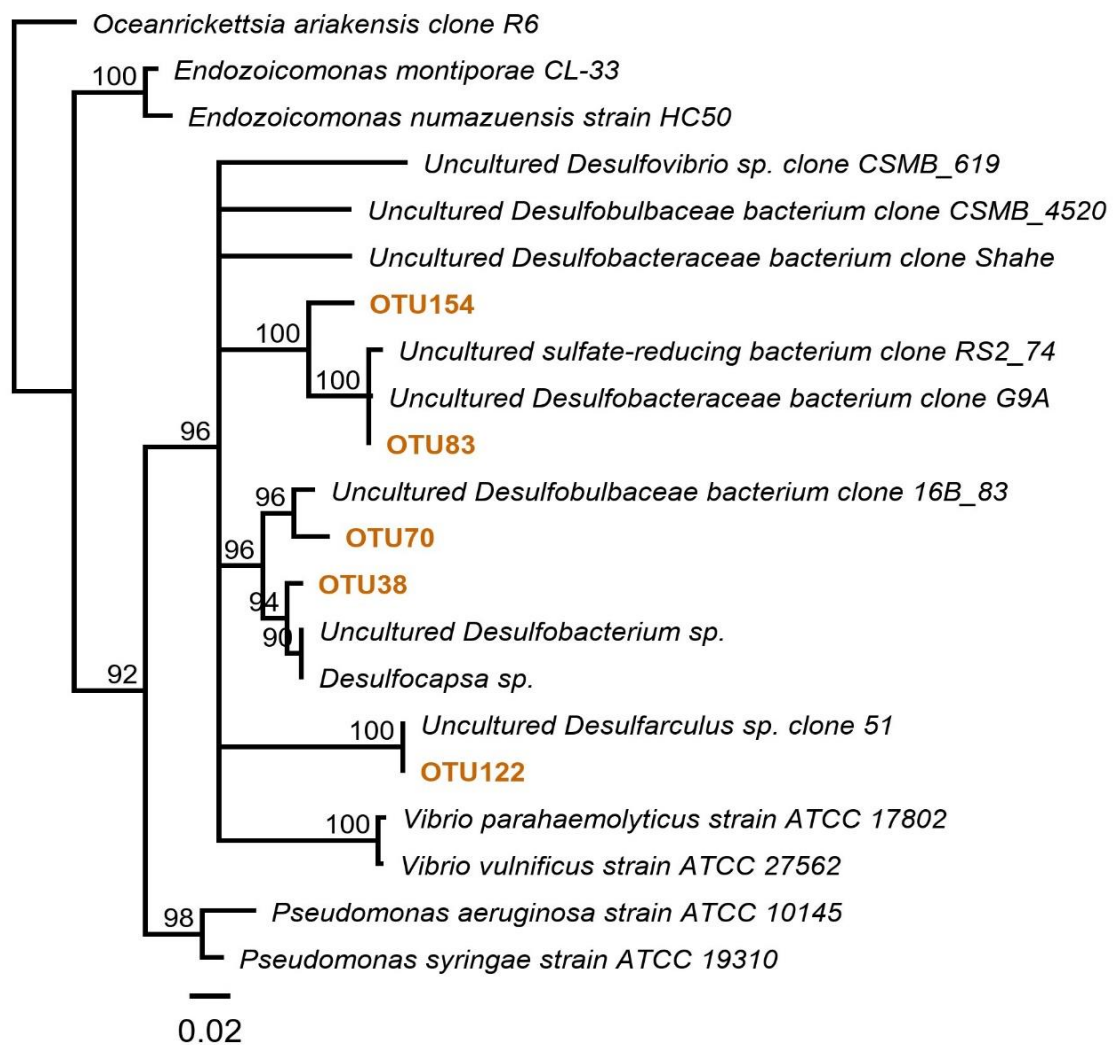 Oceanrickettsia ariakensis clone R6
100 Endozoicomonas montiporae CL-33
Endozoicomonas numazuensis strain HC50
Uncultured Desulfovibrio sp. clone CSMB_619
Uncultured Desulfobulbaceae bacterium clone CSMB_4520
Uncultured Desulfobacteraceae bacterium clone Shahe
OTU154
100
Uncultured sulfate-reducing bacterium clone RS2_74
100
Uncultured Desulfobacteraceae bacterium clone G9A
96
OTU83
96 Uncultured Desulfobulbaceae bacterium clone 16B_83
OTU70
96
OTU38
94
90 Uncultured Desulfobacterium sp.
Desulfocapsa sp.
92
100 Uncultured Desulfarculus sp. clone 51
OTU122
100 Vibrio parahaemolyticus strain ATCC 17802
Vibrio vulnificus strain ATCC 27562
98 Pseudomonas aeruginosa strain ATCC 10145
Pseudomonas syringae strain ATCC 19310
0.02